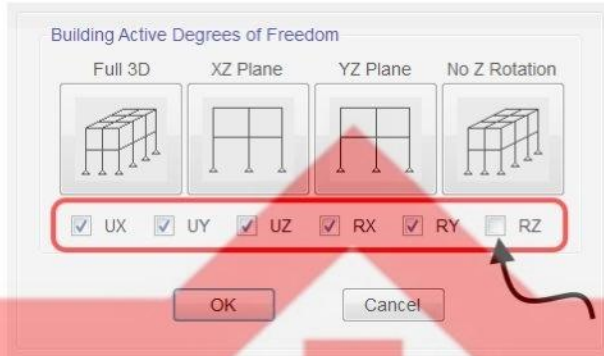 Building Active Degrees of Freedom
Full 3D XZ Plane YZ Plane No Z Rotation
UX UY UZ RX RY RZ
OK Cancel